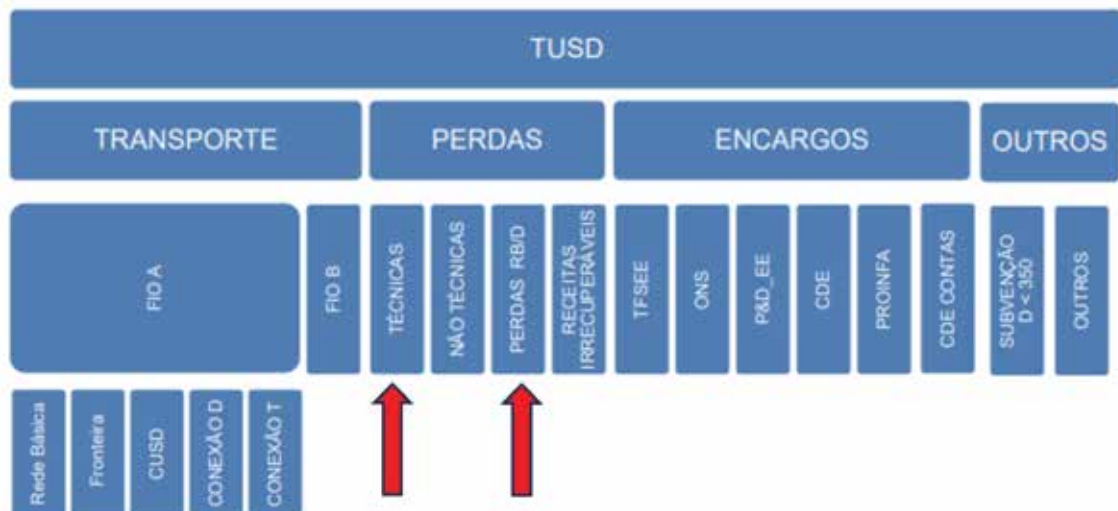 TUSD
TRANSPORTE
PERDAS
ENCARGOS
OUTROS
FIO A
FIO B
TÉCNICAS
NÃO TÉCNICAS
PERDAS RB/D
RECEITAS
IRRECUPERÁVEIS
TFSEE
ONS
P&D_EE
CDE
PROINFA
CDE CONTAS
SUBVENÇÃO
D < 350
OUTROS
Rede Básica
Fronteira
CUSD
CONEXÃO D
CONEXÃO T